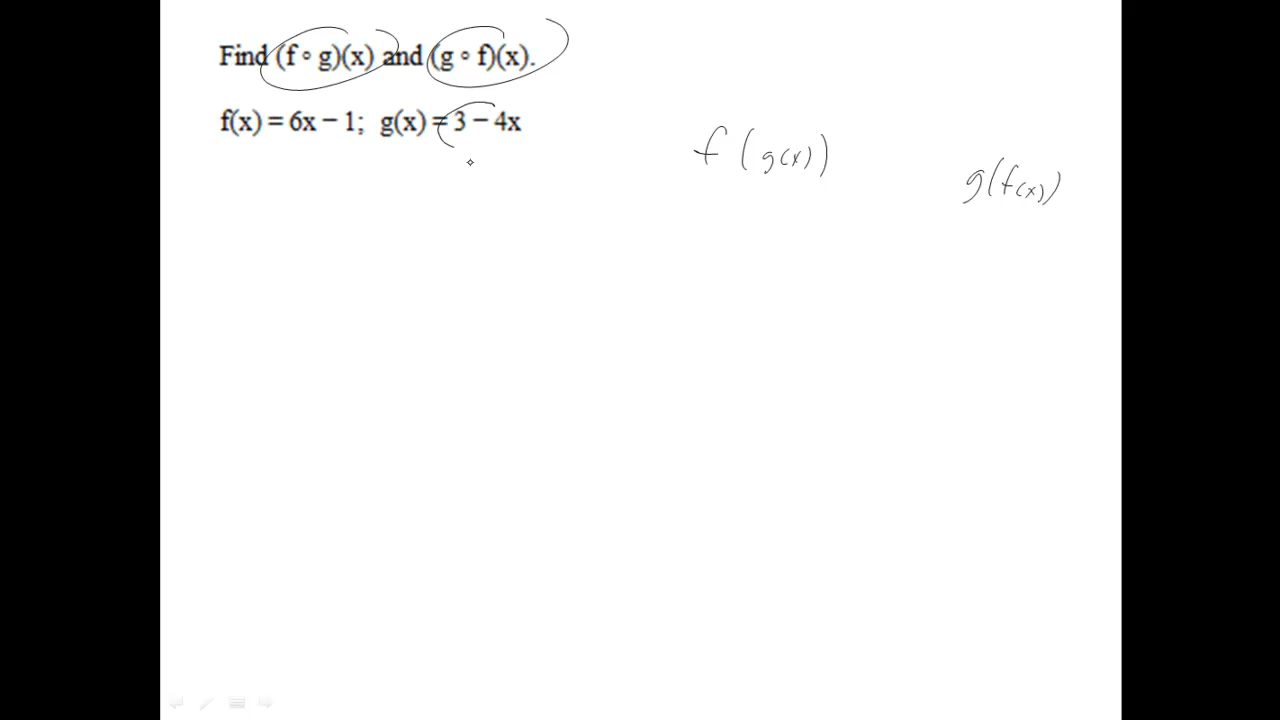 Find (f ∘ g)(x) and (g ∘ f)(x).
f(x) = 6x − 1; g(x) = 3 − 4x
f(g(x))
g(f(x))